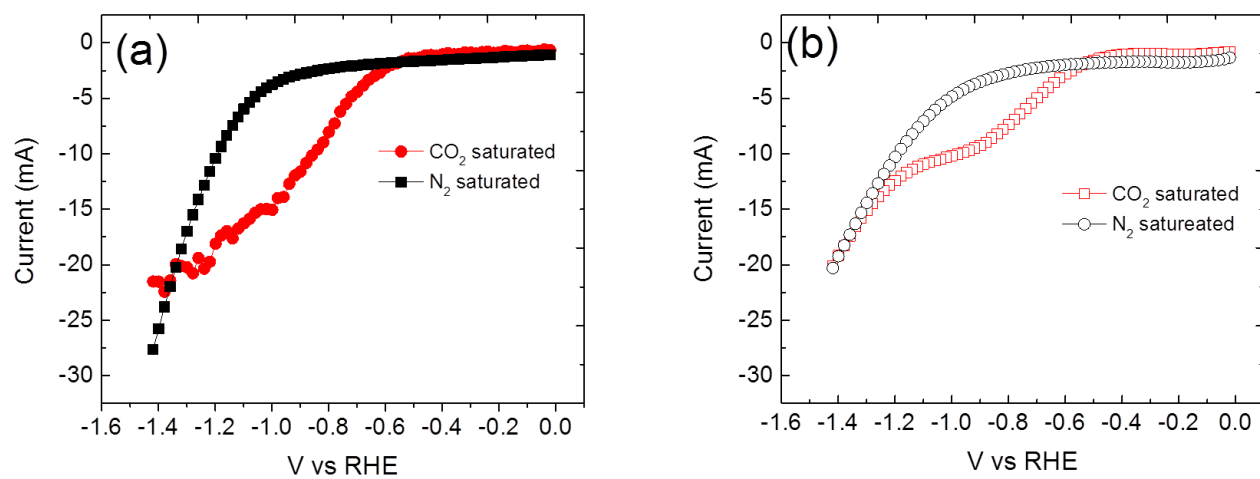 (a)
0
-5
-10
-15
-20
-25
-30
Current (mA)
CO₂ saturated
N₂ saturated
-1.6 -1.4 -1.2 -1.0 -0.8 -0.6 -0.4 -0.2 0.0
V vs RHE
(b)
0
-5
-10
-15
-20
-25
-30
Current (mA)
CO₂ saturated
N₂ satureated
-1.6 -1.4 -1.2 -1.0 -0.8 -0.6 -0.4 -0.2 0.0
V vs RHE